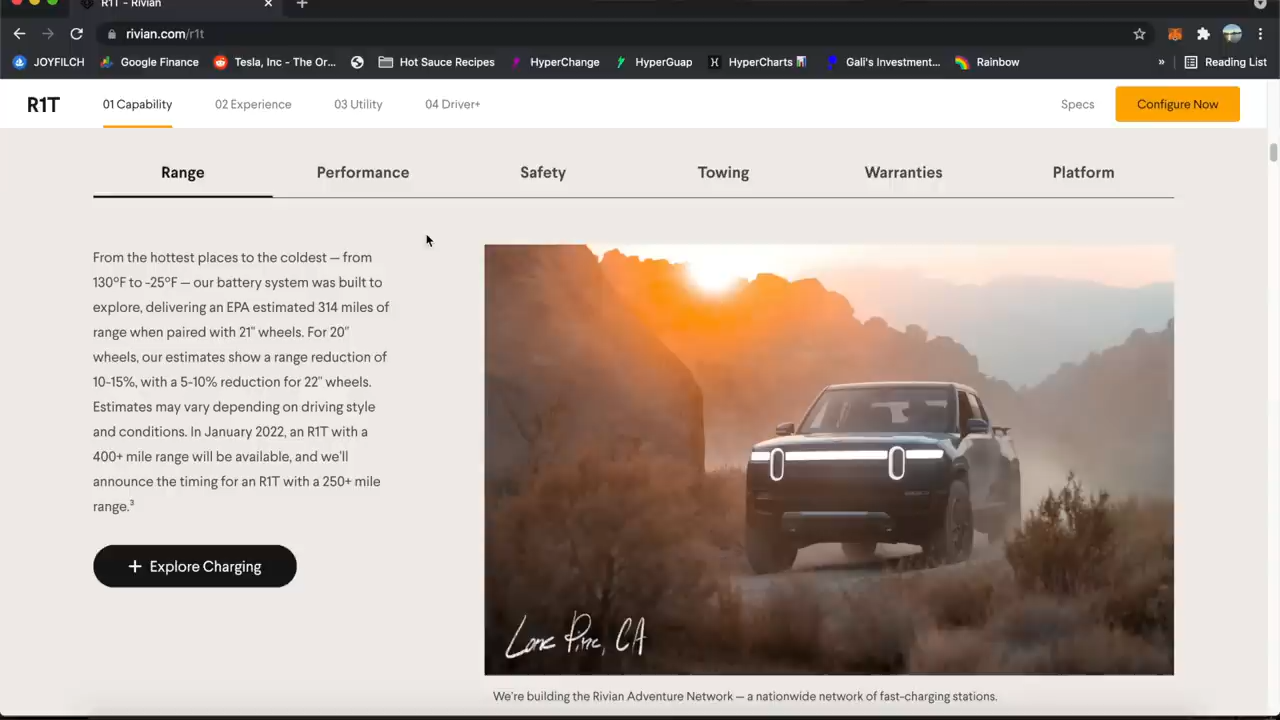 R1T - Rivian
rivian.com/r1t
JOYFILCH
Google Finance
Tesla, Inc - The Or...
Hot Sauce Recipes
HyperChange
HyperGuap
HyperCharts
Gali's Investment...
Rainbow
»
Reading List
R1T
01 Capability
02 Experience
03 Utility
04 Driver+
Specs
Configure Now
Range
Performance
Safety
Towing
Warranties
Platform
From the hottest places to the coldest — from
130°F to -25°F — our battery system was built to
explore, delivering an EPA estimated 314 miles of
range when paired with 21" wheels. For 20"
wheels, our estimates show a range reduction of
10-15%, with a 5-10% reduction for 22" wheels.
Estimates may vary depending on driving style
and conditions. In January 2022, an R1T with a
400+ mile range will be available, and we'll
announce the timing for an R1T with a 250+ mile
range.³
+ Explore Charging
Lone Pine, CA
We're building the Rivian Adventure Network — a nationwide network of fast-charging stations.